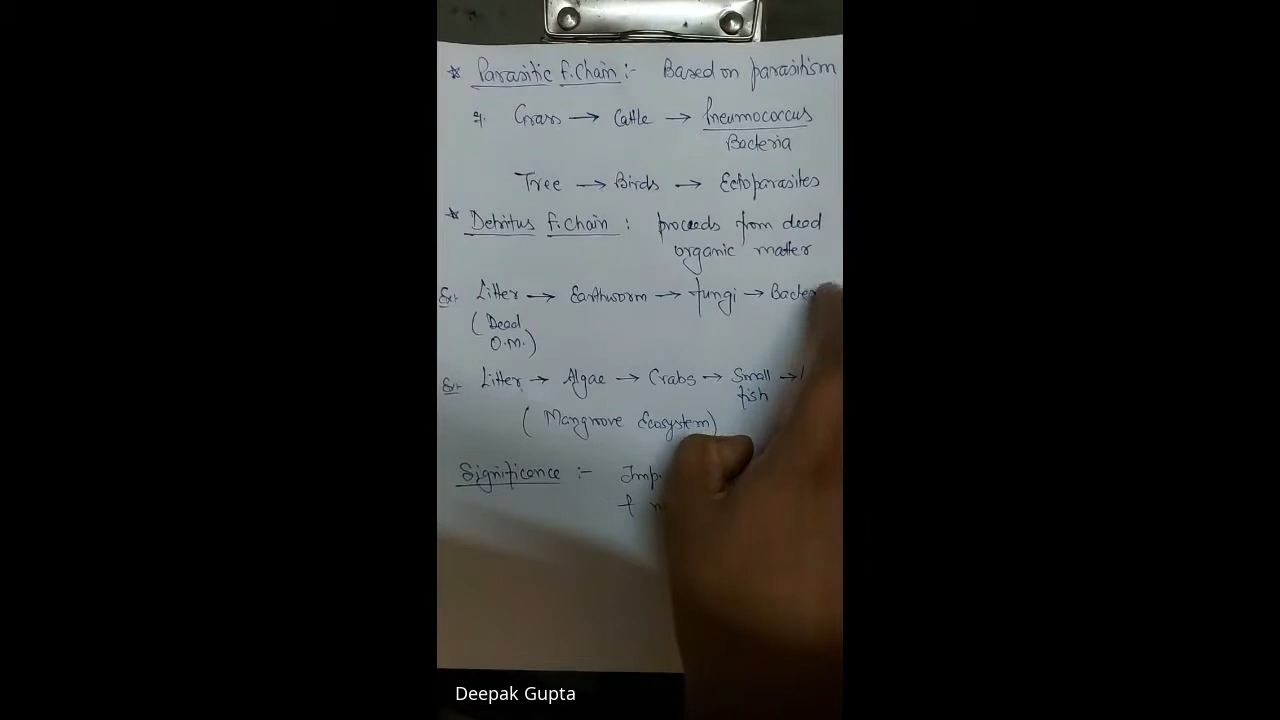 * Parasitic f.chain :- Based on parasitism
eg. Grass → Cattle → Pneumococcus
Bacteria
Tree → Birds → Ectoparasites
* Detritus f.chain : proceeds from dead
organic matter
Ex:- Litter → Earthworm → fungi →
(Dead
O.M.)
Ex:- Litter → Algae → Crabs → Small →
fish
( Mangrove Ecosystem)
Significance :-
Deepak Gupta